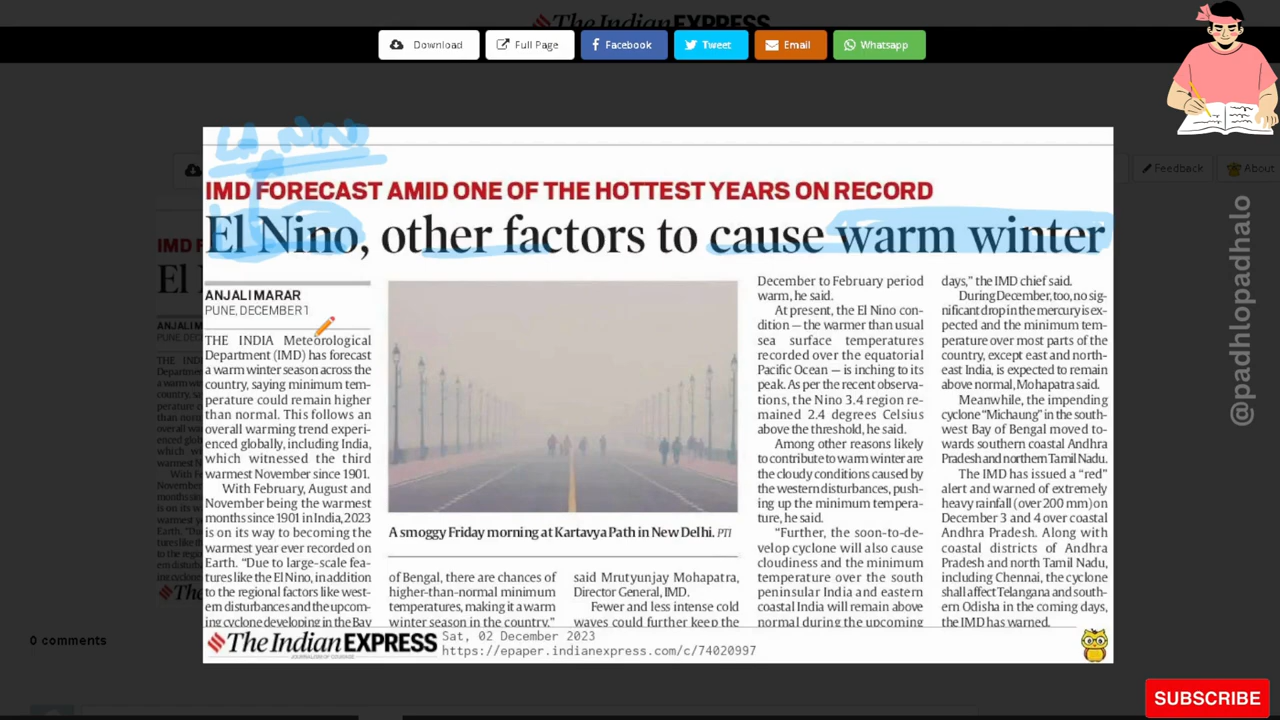 The Indian EXPRESS
Download
Full Page
Facebook
Tweet
Email
Whatsapp
LA NINO
Feedback
About
IMD FORECAST AMID ONE OF THE HOTTEST YEARS ON RECORD
El Nino, other factors to cause warm winter
ANJALI MARAR
PUNE, DECEMBER 1
THE INDIA Meteorological
Department (IMD) has forecast
a warm winter season across the
country, saying minimum tem-
perature could remain higher
than normal. This follows an
overall warming trend experi-
enced globally, including India,
which witnessed the third
warmest November since 1901.
With February, August and
November being the warmest
months since 1901 in India, 2023
is on its way to becoming the
warmest year ever recorded on
Earth. "Due to large-scale fea-
tures like the El Nino, in addition
to the regional factors like west-
ern disturbances and the upcom-
ing cyclone developing in the Bay
A smoggy Friday morning at Kartavya Path in New Delhi. PTI
of Bengal, there are chances of
higher-than-normal minimum
temperatures, making it a warm
winter season in the country,"
said Mrutyunjay Mohapatra,
Director General, IMD.
Fewer and less intense cold
waves could further keep the
December to February period
warm, he said.
At present, the El Nino con-
dition — the warmer than usual
sea surface temperatures
recorded over the equatorial
Pacific Ocean — is inching to its
peak. As per the recent observa-
tions, the Nino 3.4 region re-
mained 2.4 degrees Celsius
above the threshold, he said.
Among other reasons likely
to contribute to warm winter are
the cloudy conditions caused by
the western disturbances, push-
ing up the minimum tempera-
ture, he said.
"Further, the soon-to-de-
velop cyclone will also cause
cloudiness and the minimum
temperature over the south
peninsular India and eastern
coastal India will remain above
normal during the upcoming
days," the IMD chief said.
During December, too, no sig-
nificant drop in the mercury is ex-
pected and the minimum tem-
perature over most parts of the
country, except east and north-
east India, is expected to remain
above normal, Mohapatra said.
Meanwhile, the impending
cyclone "Michaung" in the south-
west Bay of Bengal moved to-
wards southern coastal Andhra
Pradesh and northern Tamil Nadu.
The IMD has issued a "red"
alert and warned of extremely
heavy rainfall (over 200 mm) on
December 3 and 4 over coastal
Andhra Pradesh. Along with
coastal districts of Andhra
Pradesh and north Tamil Nadu,
including Chennai, the cyclone
shall affect Telangana and south-
ern Odisha in the coming days,
the IMD has warned.
The Indian EXPRESS
JOURNALISM OF COURAGE
Sat, 02 December 2023
https://epaper.indianexpress.com/c/74020997
0 comments
@padhlopadhalo
SUBSCRIBE